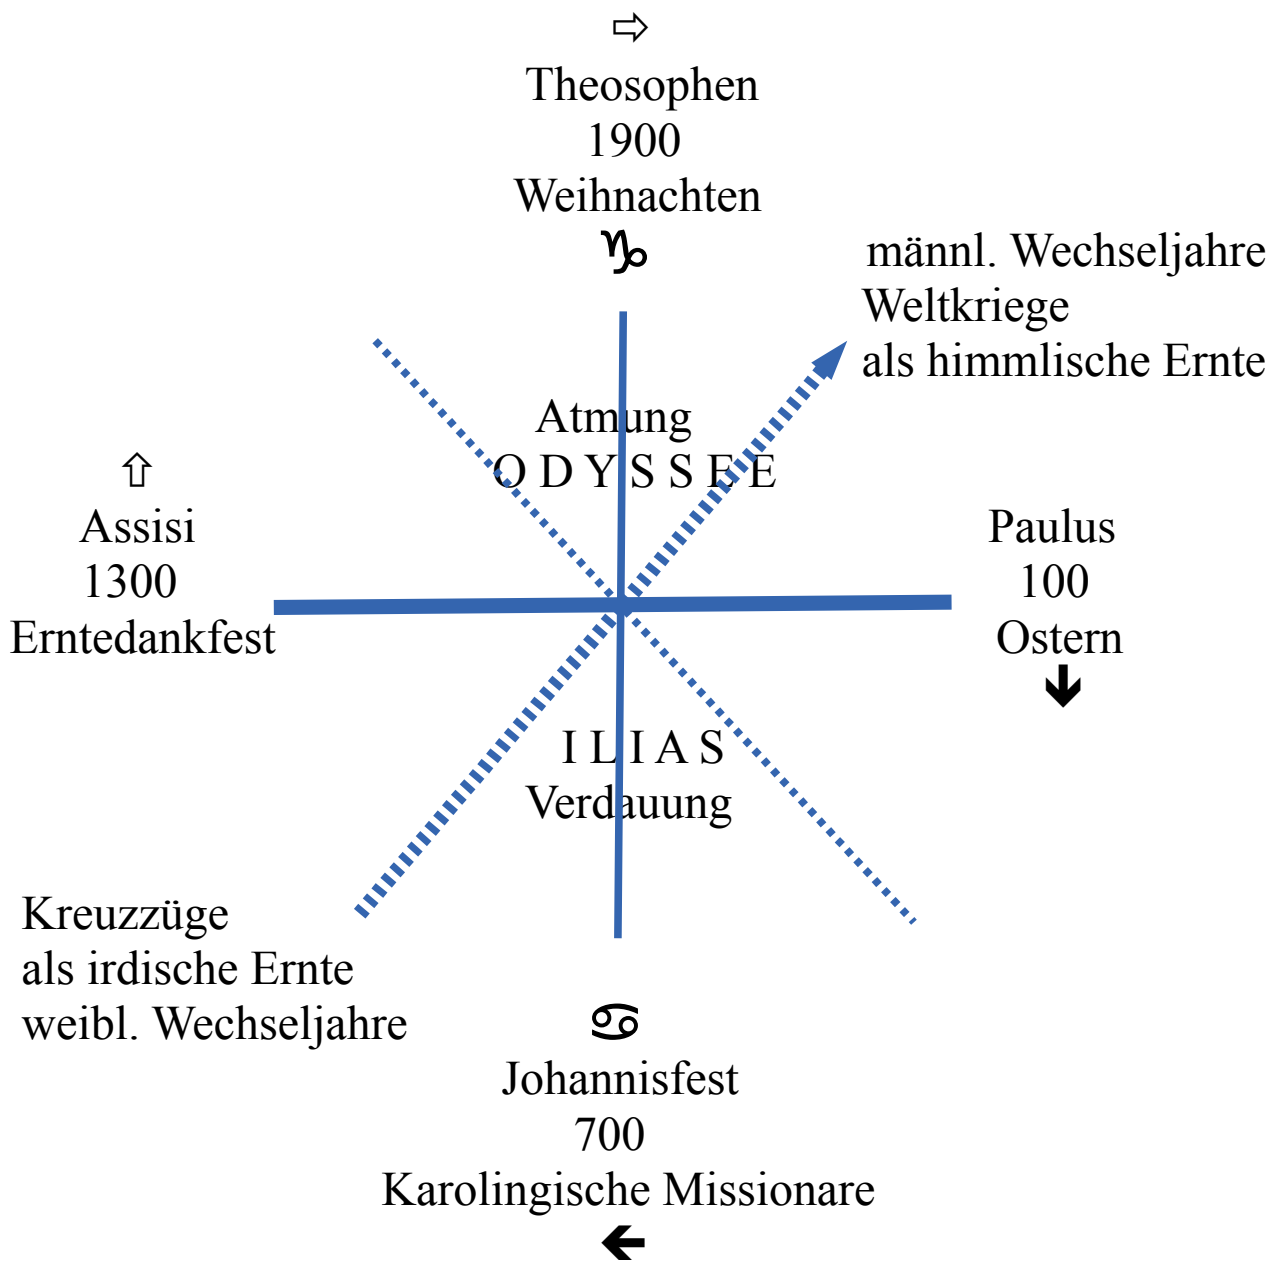 ⇨
Theosophen
1900
Weihnachten
♑
männl. Wechseljahre
Weltkriege
als himmlische Ernte
Atmung
O D Y S S E E
⇧
Assisi
1300
Erntedankfest
Paulus
100
Ostern
🡫
I L I A S
Verdauung
Kreuzzüge
als irdische Ernte
weibl. Wechseljahre
♋
Johannisfest
700
Karolingische Missionare
🡨